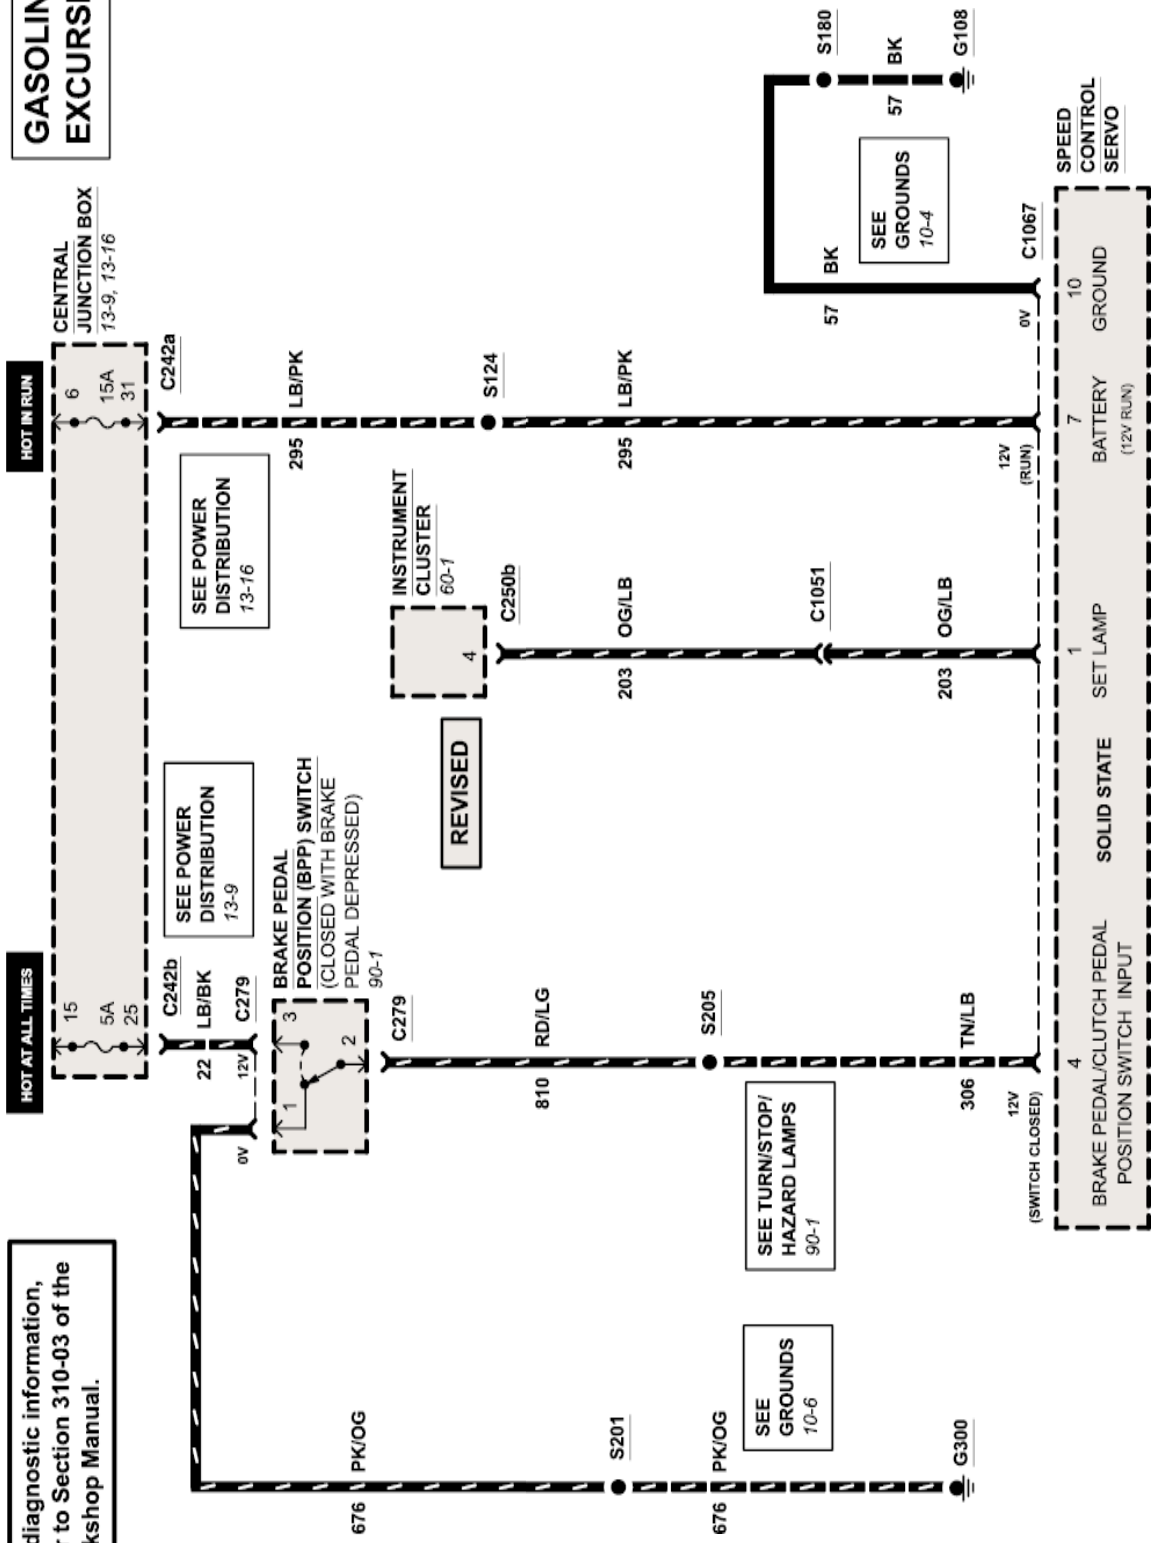 GASOLIN
EXCURSI
diagnostic information,
r to Section 310-03 of the
kshop Manual.
HOT AT ALL TIMES
HOT IN RUN
15
5A
25
6
15A
31
CENTRAL
JUNCTION BOX
13-9, 13-16
C242b
LB/BK
22
C279
12V
0V
SEE POWER
DISTRIBUTION
13-9
SEE POWER
DISTRIBUTION
13-16
C242a
1
3
2
BRAKE PEDAL
POSITION (BPP) SWITCH
(CLOSED WITH BRAKE
PEDAL DEPRESSED)
90-1
C279
295
LB/PK
S124
295
LB/PK
INSTRUMENT
CLUSTER
60-1
4
C250b
REVISED
203
OG/LB
C1051
203
OG/LB
676
PK/OG
S201
676
PK/OG
SEE
GROUNDS
10-6
G300
810
RD/LG
S205
SEE TURN/STOP/
HAZARD LAMPS
90-1
306
TN/LB
12V
(SWITCH CLOSED)
12V
(RUN)
57
BK
SEE
GROUNDS
10-4
S180
57
BK
G108
0V
C1067
4
BRAKE PEDAL/CLUTCH PEDAL
POSITION SWITCH INPUT
SOLID STATE
1
SET LAMP
7
BATTERY
(12V RUN)
10
GROUND
SPEED
CONTROL
SERVO